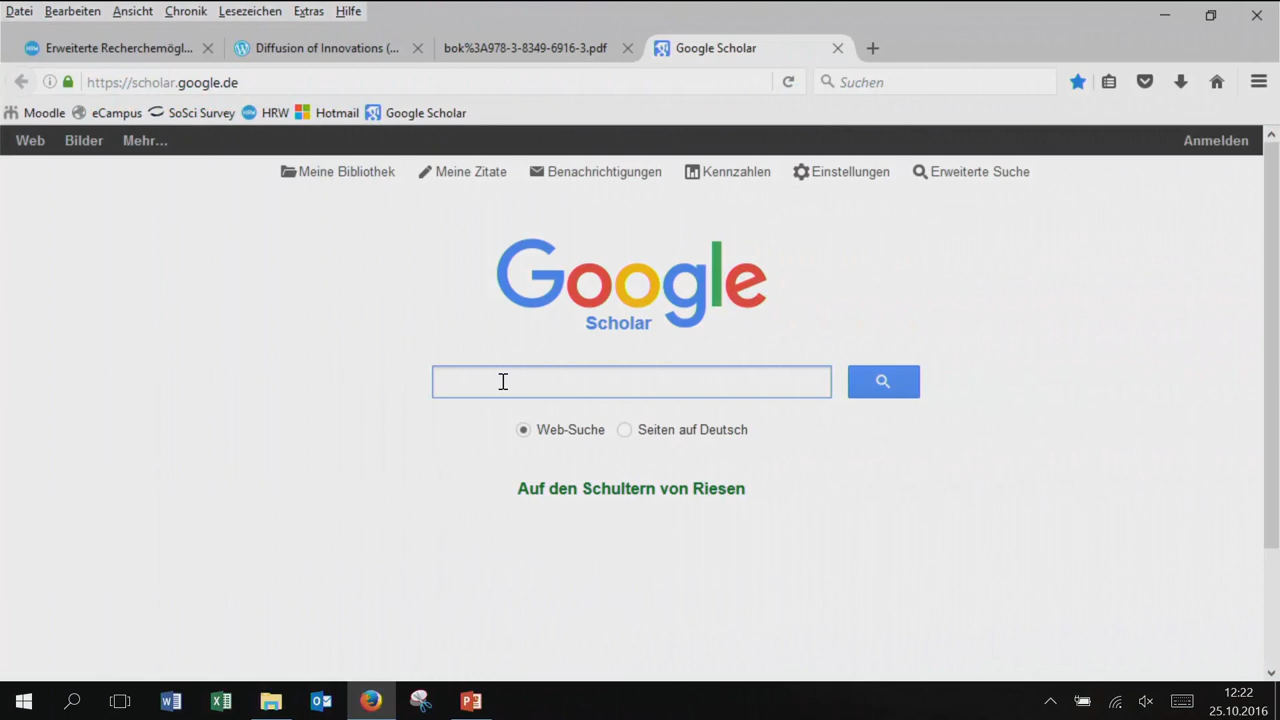 Datei Bearbeiten Ansicht Chronik Lesezeichen Extras Hilfe
Erweiterte Recherchemögl... Diffusion of Innovations (... bok%3A978-3-8349-6916-3.pdf Google Scholar
https://scholar.google.de Suchen
Moodle eCampus SoSci Survey HRW Hotmail Google Scholar
Web Bilder Mehr... Anmelden
Meine Bibliothek Meine Zitate Benachrichtigungen Kennzahlen Einstellungen Erweiterte Suche
Google
Scholar
Web-Suche Seiten auf Deutsch
Auf den Schultern von Riesen
12:22
25.10.2016